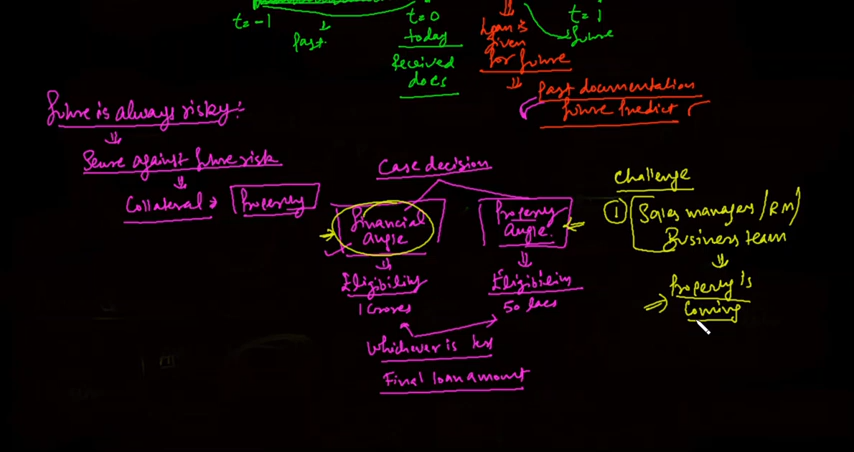 t=-1
Past
t=0
today
Received
docs
Loan is
given
for future
t=1
future
Past documentation
future Predict
future is always risky:
Secure against future risk
Collateral → Property
Case decision
Financial
angle
Eligibility
1 crores
Property
angle.
Eligibility
50 lacs
Whichever is less
Final loan amount
Challenge
1 Sales managers/RM/
Business team
Property is
Coming